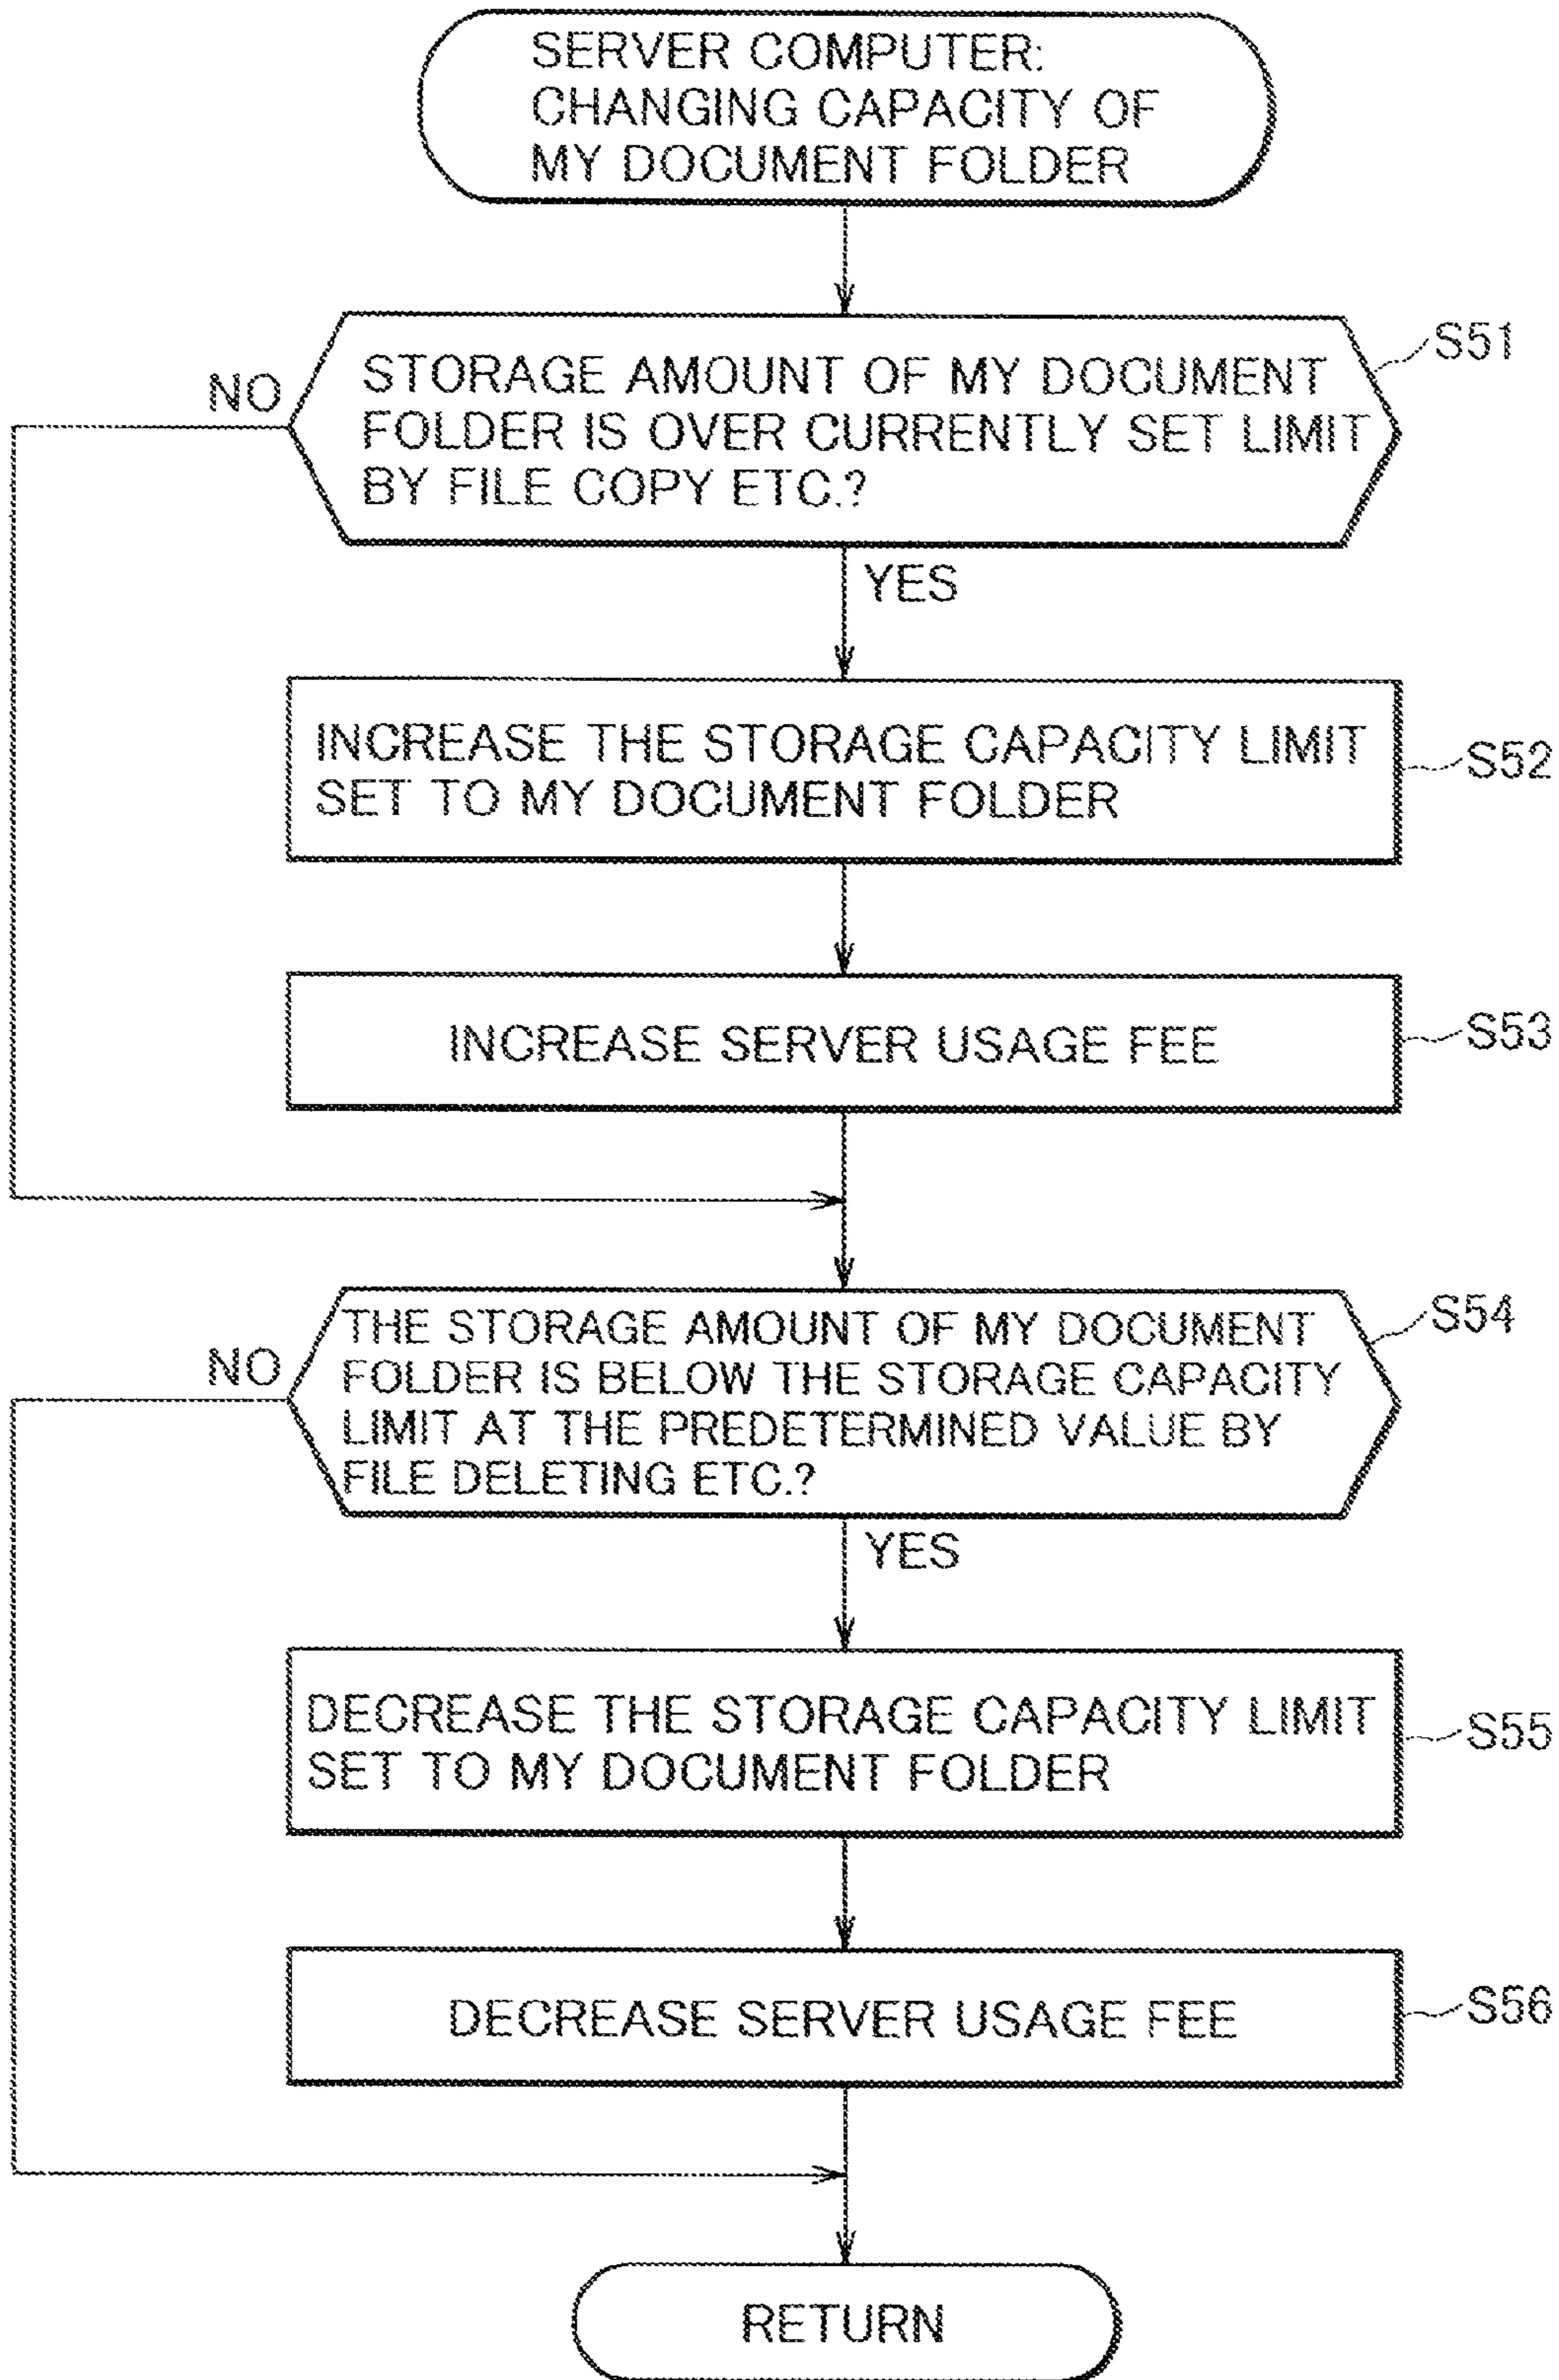 SERVER COMPUTER:
CHANGING CAPACITY OF
MY DOCUMENT FOLDER
S51
NO
STORAGE AMOUNT OF MY DOCUMENT
FOLDER IS OVER CURRENTLY SET LIMIT
BY FILE COPY ETC.?
YES
INCREASE THE STORAGE CAPACITY LIMIT
SET TO MY DOCUMENT FOLDER
S52
INCREASE SERVER USAGE FEE
S53
S54
NO
THE STORAGE AMOUNT OF MY DOCUMENT
FOLDER IS BELOW THE STORAGE CAPACITY
LIMIT AT THE PREDETERMINED VALUE BY
FILE DELETING ETC.?
YES
DECREASE THE STORAGE CAPACITY LIMIT
SET TO MY DOCUMENT FOLDER
S55
DECREASE SERVER USAGE FEE
S56
RETURN